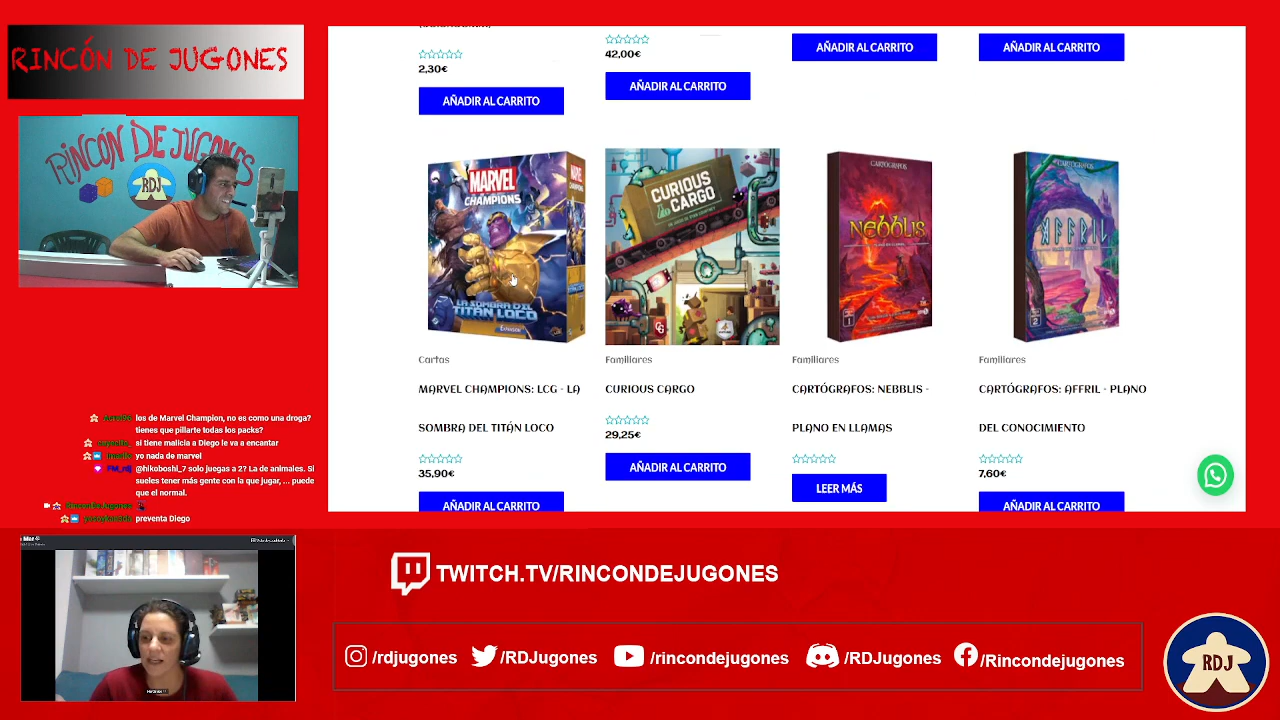 RINCÓN DE JUGONES
RINCÓN DE JUGONES
RDJ
los de Marvel Champion, no es como una droga?
tienes que pillarte todas los packs?
si tiene malicia a Diego le va a encantar
yo nada de marvel
FM_rdj @hikoboshi_7 solo juegas a 2? La de animales. Si
sueles tener más gente con la que jugar, ... puede
que el normal.
preventa Diego
2,30€
AÑADIR AL CARRITO
42,00€
AÑADIR AL CARRITO
AÑADIR AL CARRITO
AÑADIR AL CARRITO
MARVEL
CHAMPIONS
LA SOMBRA DEL
TITÁN LOCO
CURIOUS
CARGO
CARTÓGRAFOS
NEBBLIS
CARTÓGRAFOS
AFFRIL
Cartas
MARVEL CHAMPIONS: LCG - LA
SOMBRA DEL TITÁN LOCO
35,90€
AÑADIR AL CARRITO
Familiares
CURIOUS CARGO
29,25€
AÑADIR AL CARRITO
Familiares
CARTÓGRAFOS: NEBBLIS -
PLANO EN LLAMAS
LEER MÁS
Familiares
CARTÓGRAFOS: AFFRIL - PLANO
DEL CONOCIMIENTO
7,60€
AÑADIR AL CARRITO
TWITCH.TV/RINCONDEJUGONES
/rdjugones
/RDJugones
/rincondejugones
/RDJugones
/Rincondejugones
RDJ